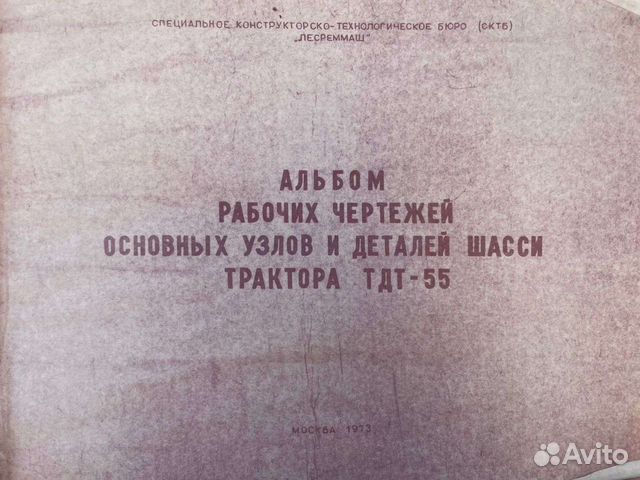 СПЕЦИАЛЬНОЕ КОНСТРУКТОРСКО-ТЕХНОЛОГИЧЕСКОЕ БЮРО (СКТБ)
„ЛЕСРЕММАШ"
АЛЬБОМ
РАБОЧИХ ЧЕРТЕЖЕЙ
ОСНОВНЫХ УЗЛОВ И ДЕТАЛЕЙ ШАССИ
ТРАКТОРА ТДТ-55
МОСКВА 1973
Avito